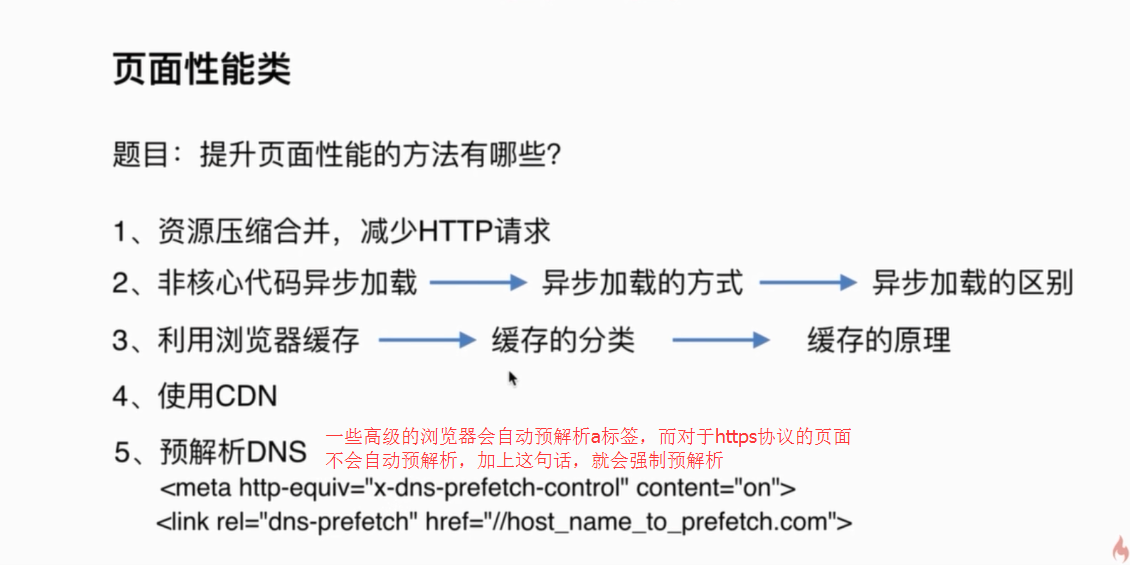 页面性能类
题目：提升页面性能的方法有哪些？
1、资源压缩合并，减少HTTP请求
2、非核心代码异步加载 异步加载的方式 异步加载的区别
3、利用浏览器缓存 缓存的分类 缓存的原理
4、使用CDN
5、预解析DNS 一些高级的浏览器会自动预解析a标签，而对于https协议的页面
不会自动预解析，加上这句话，就会强制预解析
<meta http-equiv="x-dns-prefetch-control" content="on">
<link rel="dns-prefetch" href="//host_name_to_prefetch.com">